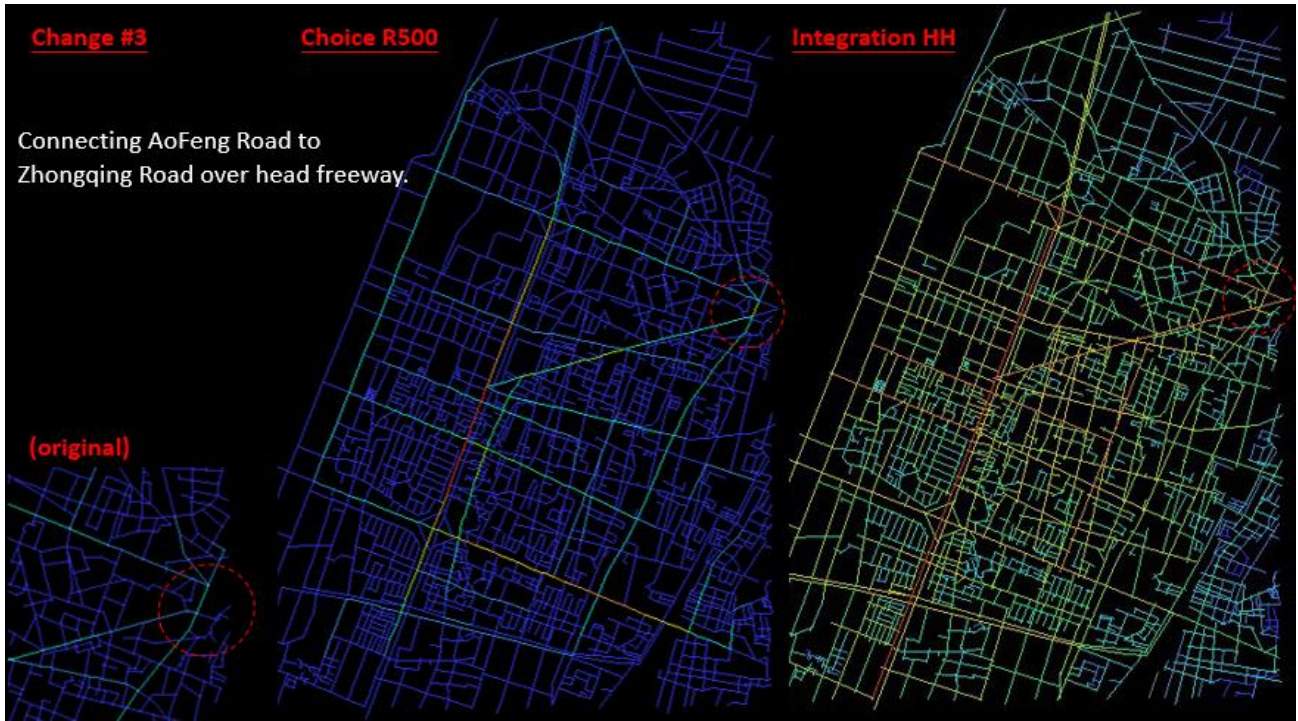 Change #3
Choice R500
Integration HH
Connecting AoFeng Road to
Zhongqing Road over head freeway.
(original)